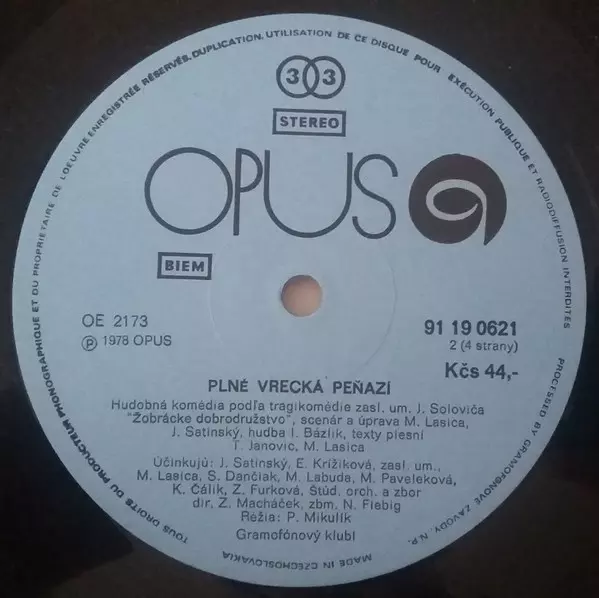 TOUS DROITS DU PRODUCTEUR PHONOGRAPHIQUE ET DU PROPRIÉTAIRE DE L'OEUVRE ENREGISTRÉE RÉSERVÉS. DUPLICATION, UTILISATION DE CE DISQUE POUR EXÉCUTION PUBLIQUE ET RADIODIFFUSION INTERDITES
33
STEREO
OPUS
BIEM
OE 2173
Ⓟ 1978 OPUS
91 19 0621
2 (4 strany)
Kčs 44,-
PLNÉ VRECKÁ PEŇAZÍ
Hudobná komédia podľa tragikomédie zasl. um. J. Soloviča
"Žobrácke dobrodružstvo", scenár a úprava M. Lasica,
J. Satinský, hudba I. Bázlik, texty piesní
T. Janovic, M. Lasica
Účinkujú: J. Satinský, E. Krížiková, zasl. um.,
M. Lasica, S. Dančiak, M. Labuda, M. Paveleková,
K. Čálik, Z. Furková, Štúd. orch. a zbor
dir. Z. Macháček, zbm. N. Fiebig
Réžia: P. Mikulík
Gramofónový klub!
PROCESSED BY GRAMOFONOVÉ ZÁVODY, N.P.
MADE IN CZECHOSLOVAKIA